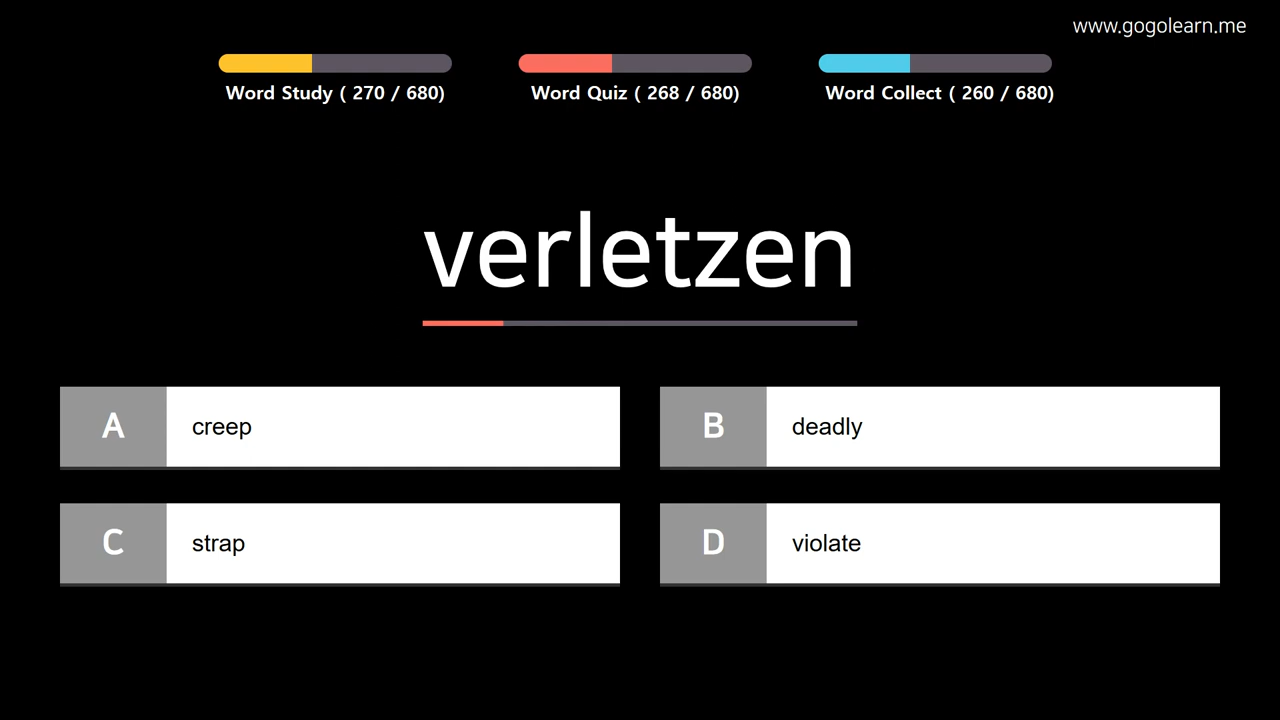 www.gogolearn.me
Word Study ( 270 / 680)
Word Quiz ( 268 / 680)
Word Collect ( 260 / 680)
verletzen
A creep
B deadly
C strap
D violate